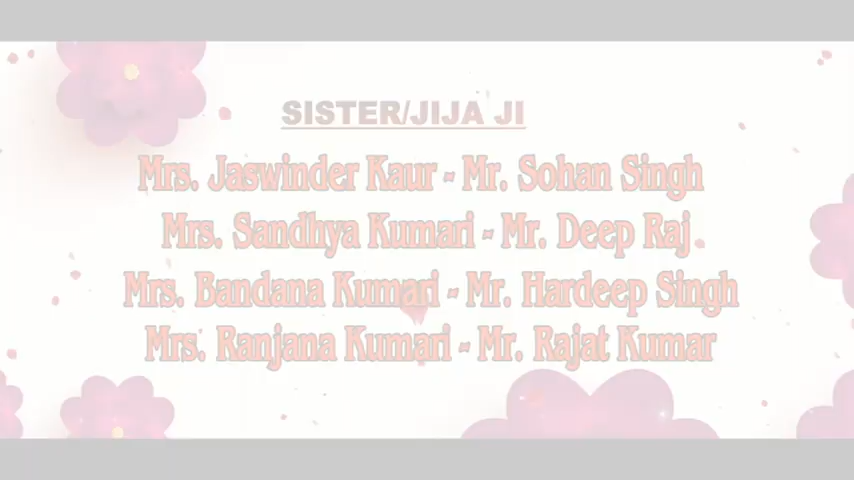 SISTER/JIJA JI
Mrs. Jaswinder Kaur - Mr. Sohan Singh
Mrs. Sandhya Kumari - Mr. Deep Raj
Mrs. Bandana Kumari - Mr. Hardeep Singh
Mrs. Ranjana Kumari - Mr. Rajat Kumar